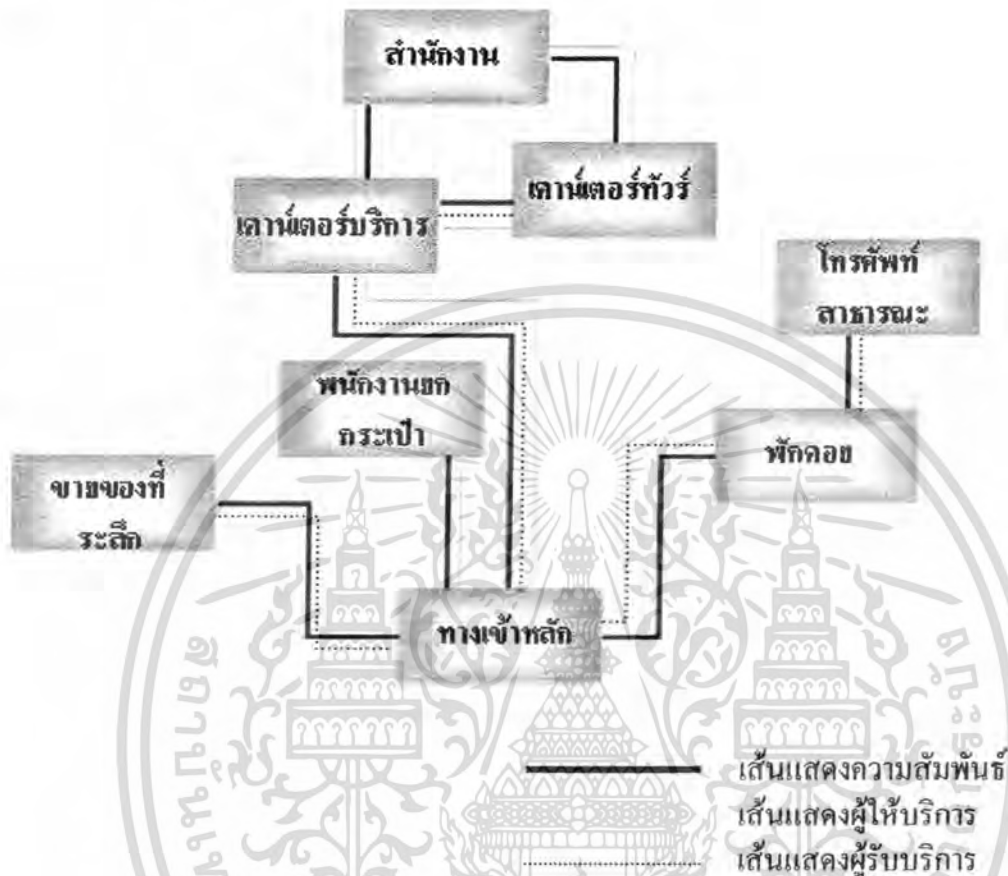 สำนักงาน
เคาน์เตอร์ทัวร์
เคาน์เตอร์บริการ
โทรศัพท์
สาธารณะ
พนักงานยก
กระเป๋า
พักคอย
ขายของที่
ระลึก
ทางเข้าหลัก
เส้นแสดงความสัมพันธ์
เส้นแสดงผู้ให้บริการ
เส้นแสดงผู้รับบริการ